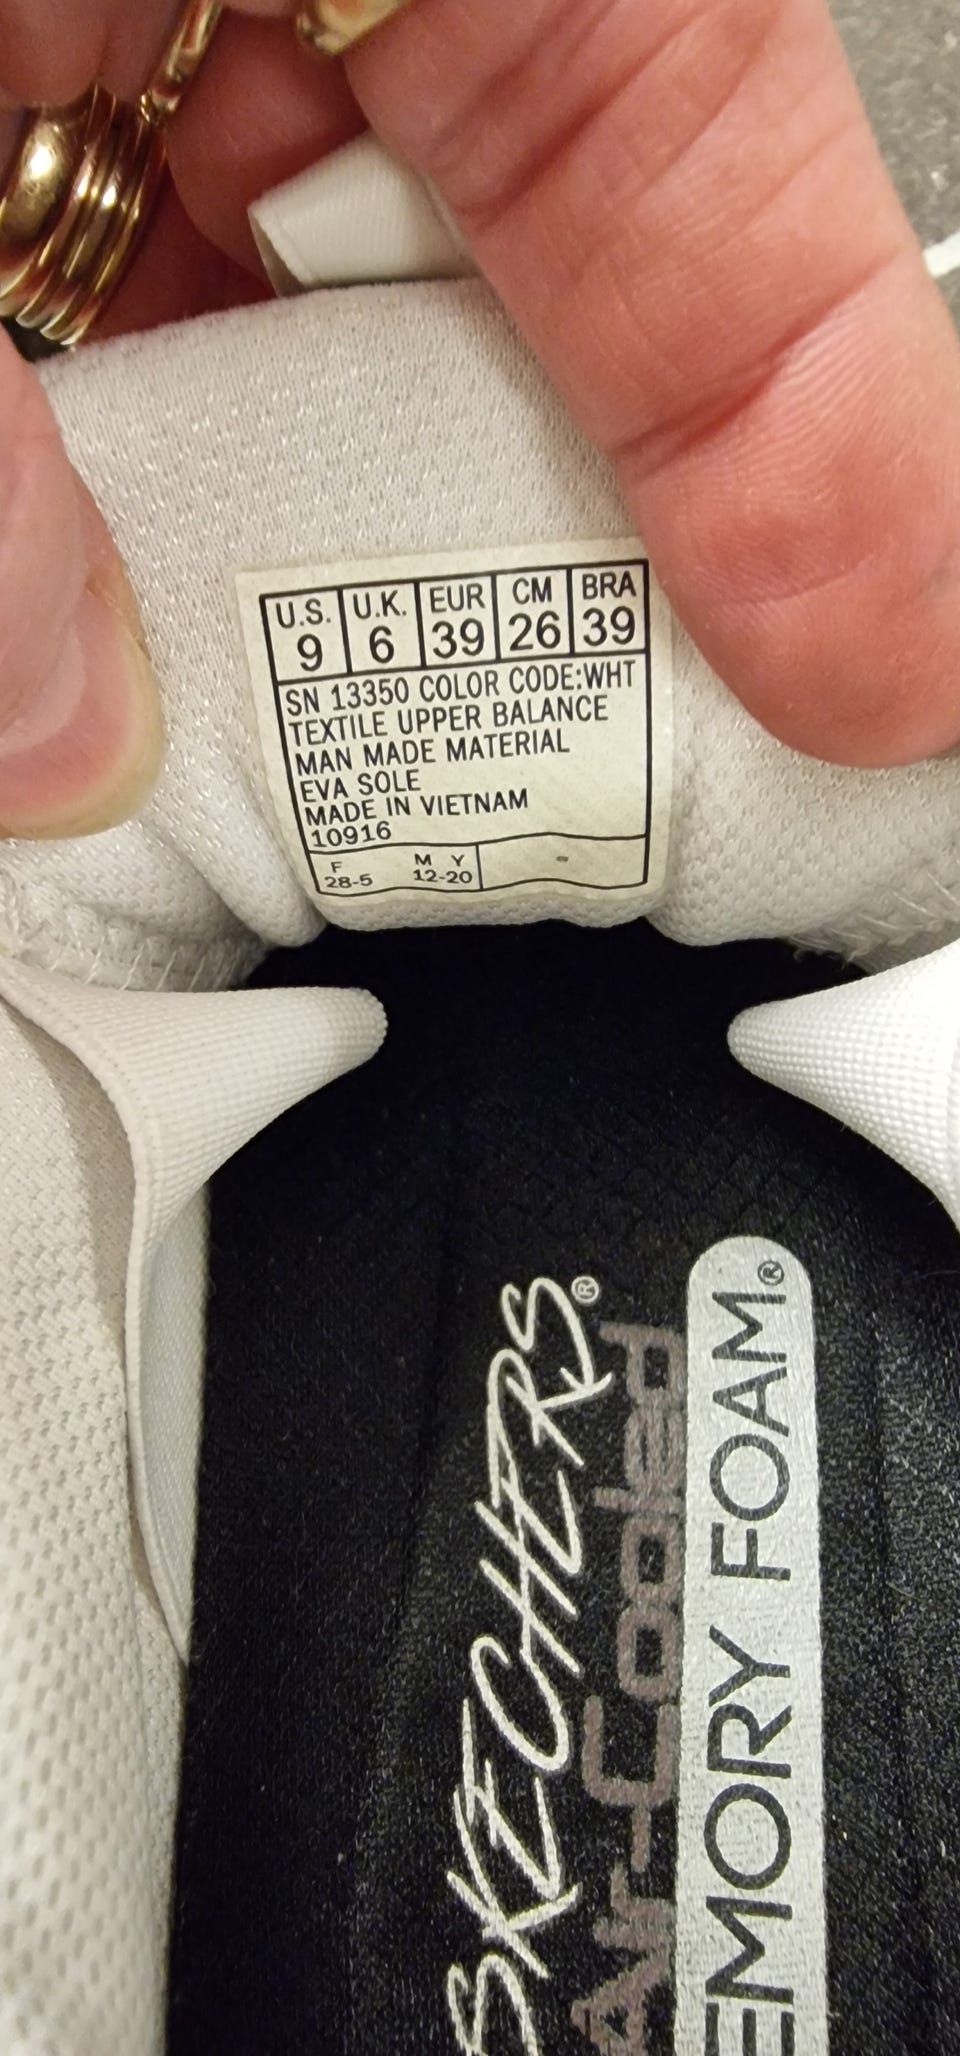 U.S. U.K. EUR CM BRA
9 6 39 26 39
SN 13350 COLOR CODE:WHT
TEXTILE UPPER BALANCE
MAN MADE MATERIAL
EVA SOLE
MADE IN VIETNAM
10916
F M Y -
28-5 12-20
SKECHERS®
Air-Cooled
EMORY FOAM®